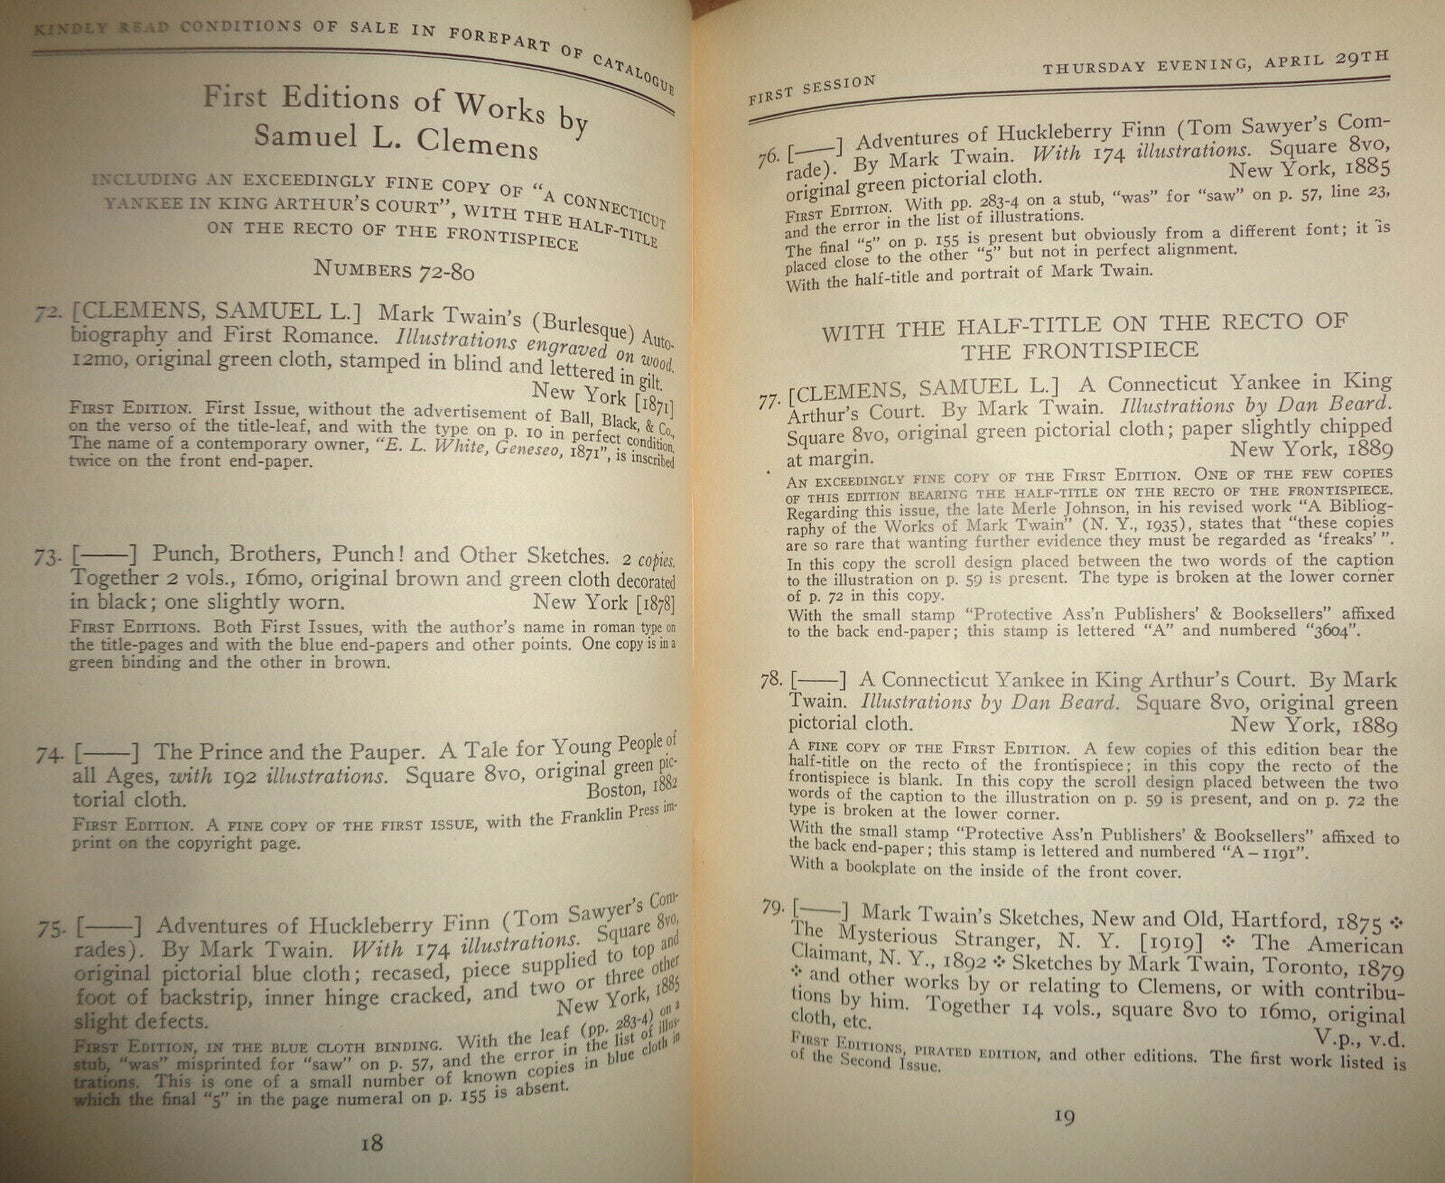 KINDLY READ CONDITIONS OF SALE IN FOREPART OF CATALOGUE
First Editions of Works by
Samuel L. Clemens
INCLUDING AN EXCEEDINGLY FINE COPY OF “A CONNECTICUT
YANKEE IN KING ARTHUR’S COURT”, WITH THE HALF-TITLE
ON THE RECTO OF THE FRONTISPIECE
NUMBERS 72-80
72. [CLEMENS, SAMUEL L.] Mark Twain’s (Burlesque) Auto-
biography and First Romance. Illustrations engraved on wood.
12mo, original green cloth, stamped in blind and lettered in gilt.
New York [1871]
FIRST EDITION. First Issue, without the advertisement of Ball, Black, & Co.,
on the verso of the title-leaf, and with the type on p. 10 in perfect condition.
The name of a contemporary owner, “E. L. White, Geneseo, 1871”, is inscribed
twice on the front end-paper.
73. [——] Punch, Brothers, Punch! and Other Sketches. 2 copies.
Together 2 vols., 16mo, original brown and green cloth decorated
in black; one slightly worn. New York [1878]
FIRST EDITIONS. Both First Issues, with the author’s name in roman type on
the title-pages and with the blue end-papers and other points. One copy is in a
green binding and the other in brown.
74. [——] The Prince and the Pauper. A Tale for Young People of
all Ages, with 192 illustrations. Square 8vo, original green pic-
torial cloth. Boston, 1882
FIRST EDITION. A FINE COPY OF THE FIRST ISSUE, with the Franklin Press im-
print on the copyright page.
75. [——] Adventures of Huckleberry Finn (Tom Sawyer’s Com-
rades). By Mark Twain. With 174 illustrations. Square 8vo,
original pictorial blue cloth; recased, piece supplied to top and
foot of backstrip, inner hinge cracked, and two or three other
slight defects. New York, 1885
FIRST EDITION, IN THE BLUE CLOTH BINDING. With the leaf (pp. 283-4) on a
stub, “was” misprinted for “saw” on p. 57, and the error in the list of illus-
trations. This is one of a small number of known copies in blue cloth in
which the final “5” in the page numeral on p. 155 is absent.
18
FIRST SESSION THURSDAY EVENING, APRIL 29TH
76. [——] Adventures of Huckleberry Finn (Tom Sawyer’s Com-
rade). By Mark Twain. With 174 illustrations. Square 8vo,
original green pictorial cloth. New York, 1885
FIRST EDITION. With pp. 283-4 on a stub, “was” for “saw” on p. 57, line 23,
and the error in the list of illustrations.
The final “5” on p. 155 is present but obviously from a different font; it is
placed close to the other “5” but not in perfect alignment.
With the half-title and portrait of Mark Twain.
WITH THE HALF-TITLE ON THE RECTO OF
THE FRONTISPIECE
77. [CLEMENS, SAMUEL L.] A Connecticut Yankee in King
Arthur’s Court. By Mark Twain. Illustrations by Dan Beard.
Square 8vo, original green pictorial cloth; paper slightly chipped
at margin. New York, 1889
AN EXCEEDINGLY FINE COPY OF THE FIRST EDITION. ONE OF THE FEW COPIES
OF THIS EDITION BEARING THE HALF-TITLE ON THE RECTO OF THE FRONTISPIECE.
Regarding this issue, the late Merle Johnson, in his revised work “A Bibliog-
raphy of the Works of Mark Twain” (N. Y., 1935), states that “these copies
are so rare that wanting further evidence they must be regarded as ‘freaks’ ”.
In this copy the scroll design placed between the two words of the caption
to the illustration on p. 59 is present. The type is broken at the lower corner
of p. 72 in this copy.
With the small stamp “Protective Ass’n Publishers’ & Booksellers” affixed
to the back end-paper; this stamp is lettered “A” and numbered “3604”.
78. [——] A Connecticut Yankee in King Arthur’s Court. By Mark
Twain. Illustrations by Dan Beard. Square 8vo, original green
pictorial cloth. New York, 1889
A FINE COPY OF THE FIRST EDITION. A few copies of this edition bear the
half-title on the recto of the frontispiece; in this copy the recto of the
frontispiece is blank. In this copy the scroll design placed between the two
words of the caption to the illustration on p. 59 is present, and on p. 72 the
type is broken at the lower corner.
With the small stamp “Protective Ass’n Publishers’ & Booksellers” affixed to
the back end-paper; this stamp is lettered and numbered “A – 1191”.
With a bookplate on the inside of the front cover.
79. [——] Mark Twain’s Sketches, New and Old, Hartford, 1875 ❖
The Mysterious Stranger, N. Y. [1919] ❖ The American
Claimant, N. Y., 1892 ❖ Sketches by Mark Twain, Toronto, 1879
❖ and other works by or relating to Clemens, or with contribu-
tions by him. Together 14 vols., square 8vo to 16mo, original
cloth, etc. V.p., v.d.
FIRST EDITIONS, PIRATED EDITION, and other editions. The first work listed is
of the Second Issue.
19